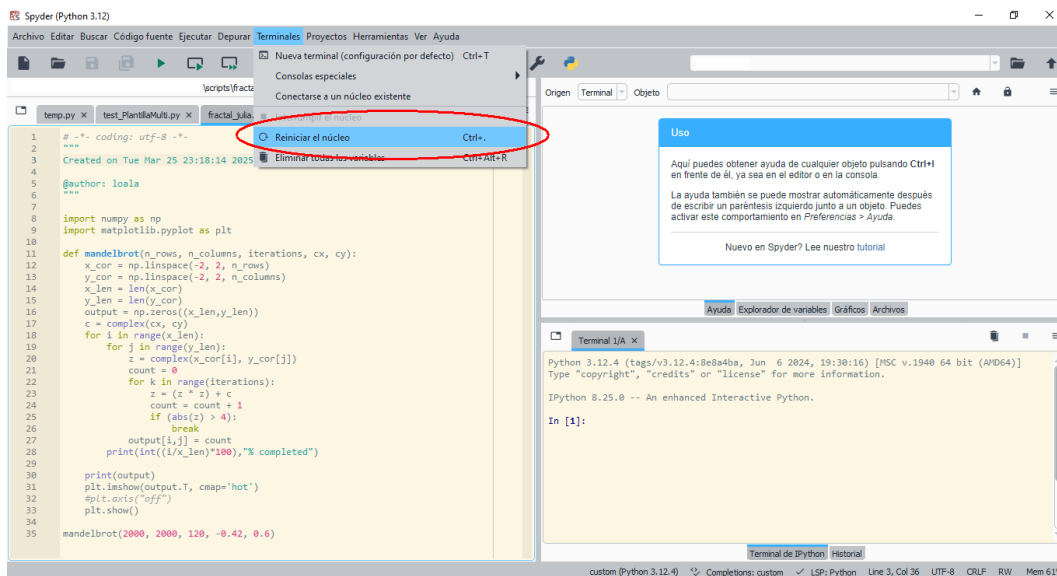 Spyder (Python 3.12)
Archivo Editar Buscar Código fuente Ejecutar Depurar Terminales Proyectos Herramientas Ver Ayuda
Nueva terminal (configuración por defecto) Ctrl+T
Consolas especiales
Conectarse a un núcleo existente
Interrumpir el núcleo
Reiniciar el núcleo Ctrl+.
Eliminar todas las variables Ctrl+Alt+R
\scripts\fracta
temp.py test_PlantillaMulti.py fractal_julia.
1 # -*- coding: utf-8 -*-
2 """
3 Created on Tue Mar 25 23:18:14 2025
4
5 @author: loala
6 """
7
8 import numpy as np
9 import matplotlib.pyplot as plt
10
11 def mandelbrot(n_rows, n_columns, iterations, cx, cy):
12 x_cor = np.linspace(-2, 2, n_rows)
13 y_cor = np.linspace(-2, 2, n_columns)
14 x_len = len(x_cor)
15 y_len = len(y_cor)
16 output = np.zeros((x_len,y_len))
17 c = complex(cx, cy)
18 for i in range(x_len):
19 for j in range(y_len):
20 z = complex(x_cor[i], y_cor[j])
21 count = 0
22 for k in range(iterations):
23 z = (z * z) + c
24 count = count + 1
25 if (abs(z) > 4):
26 break
27 output[i,j] = count
28 print(int((i/x_len)*100),"% completed")
29
30 print(output)
31 plt.imshow(output.T, cmap='hot')
32 #plt.axis("off")
33 plt.show()
34
35 mandelbrot(2000, 2000, 120, -0.42, 0.6)
Origen Terminal Objeto
Uso
Aquí puedes obtener ayuda de cualquier objeto pulsando Ctrl+I
en frente de él, ya sea en el editor o en la consola.
La ayuda también se puede mostrar automáticamente después
de escribir un paréntesis izquierdo junto a un objeto. Puedes
activar este comportamiento en Preferencias > Ayuda.
Nuevo en Spyder? Lee nuestro tutorial
Ayuda Explorador de variables Gráficos Archivos
Terminal 1/A
Python 3.12.4 (tags/v3.12.4:8e8a4ba, Jun 6 2024, 19:30:16) [MSC v.1940 64 bit (AMD64)]
Type "copyright", "credits" or "license" for more information.
IPython 8.25.0 -- An enhanced Interactive Python.
In [1]:
Terminal de IPython Historial
custom (Python 3.12.4) Completions: custom LSP: Python Line 3, Col 36 UTF-8 CRLF RW Mem 61%